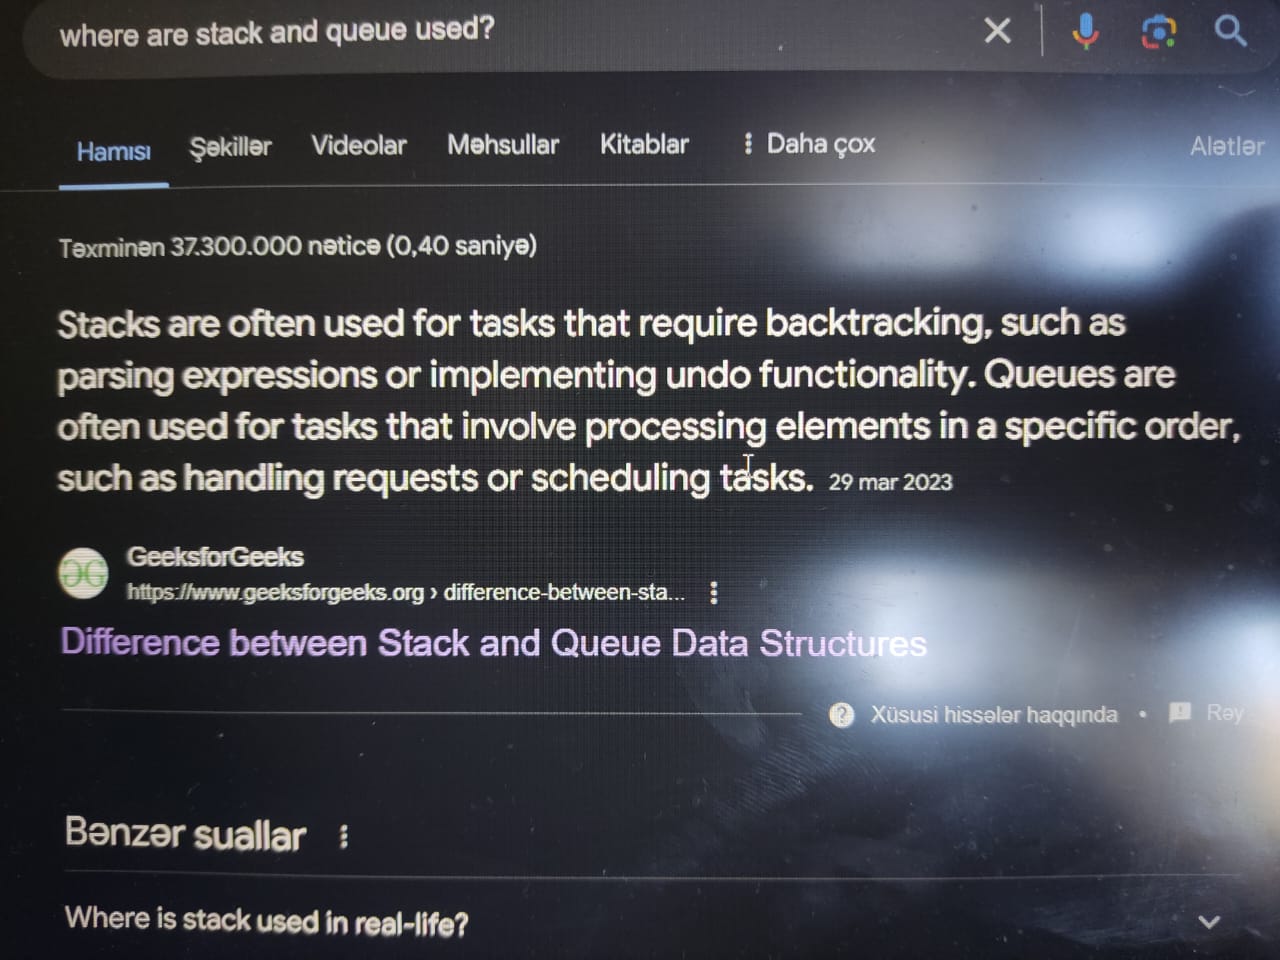 where are stack and queue used?
Hamısı Şəkillər Videolar Məhsullar Kitablar Daha çox Alətlər
Təxminən 37.300.000 nəticə (0,40 saniyə)
Stacks are often used for tasks that require backtracking, such as
parsing expressions or implementing undo functionality. Queues are
often used for tasks that involve processing elements in a specific order,
such as handling requests or scheduling tasks. 29 mar 2023
GeeksforGeeks
https://www.geeksforgeeks.org › difference-between-sta...
Difference between Stack and Queue Data Structures
Xüsusi hissələr haqqında • Rəy
Bənzər suallar
Where is stack used in real-life?